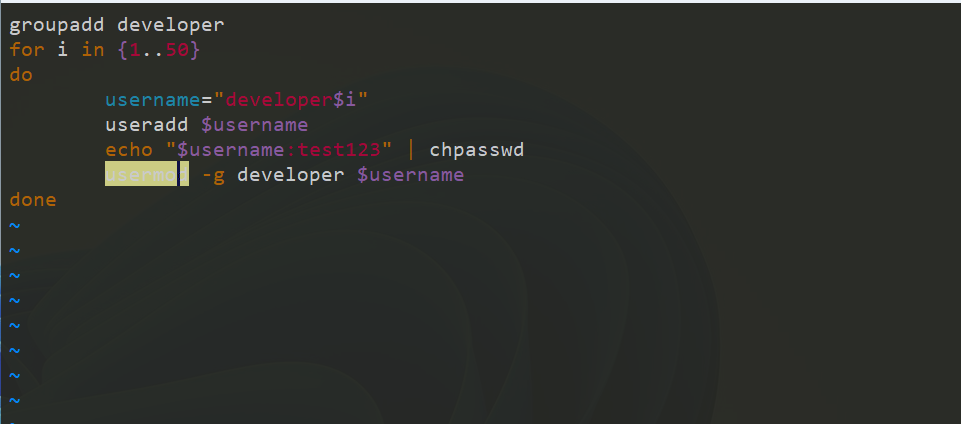 groupadd developer
for i in {1..50}
do
        username="developer$i"
        useradd $username
        echo "$username:test123" | chpasswd
        usermod -g developer $username
done
~
~
~
~
~
~
~
~